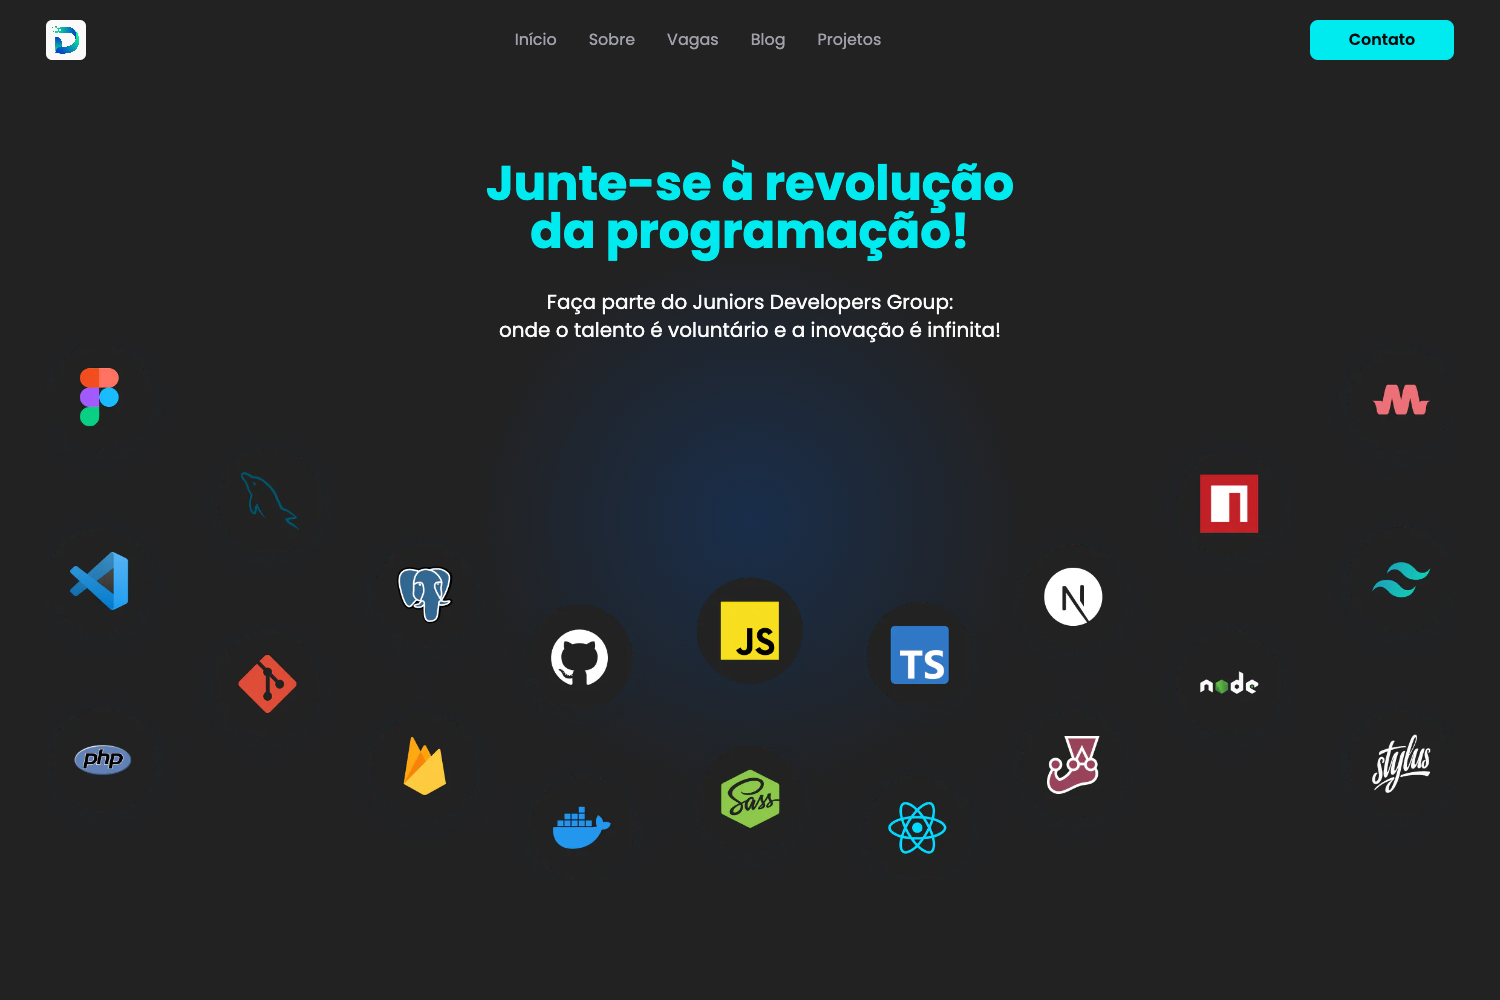 Início Sobre Vagas Blog Projetos Contato
Junte-se à revolução
da programação!
Faça parte do Juniors Developers Group:
onde o talento é voluntário e a inovação é infinita!
JS
TS
N
node
php
Sass
stylus